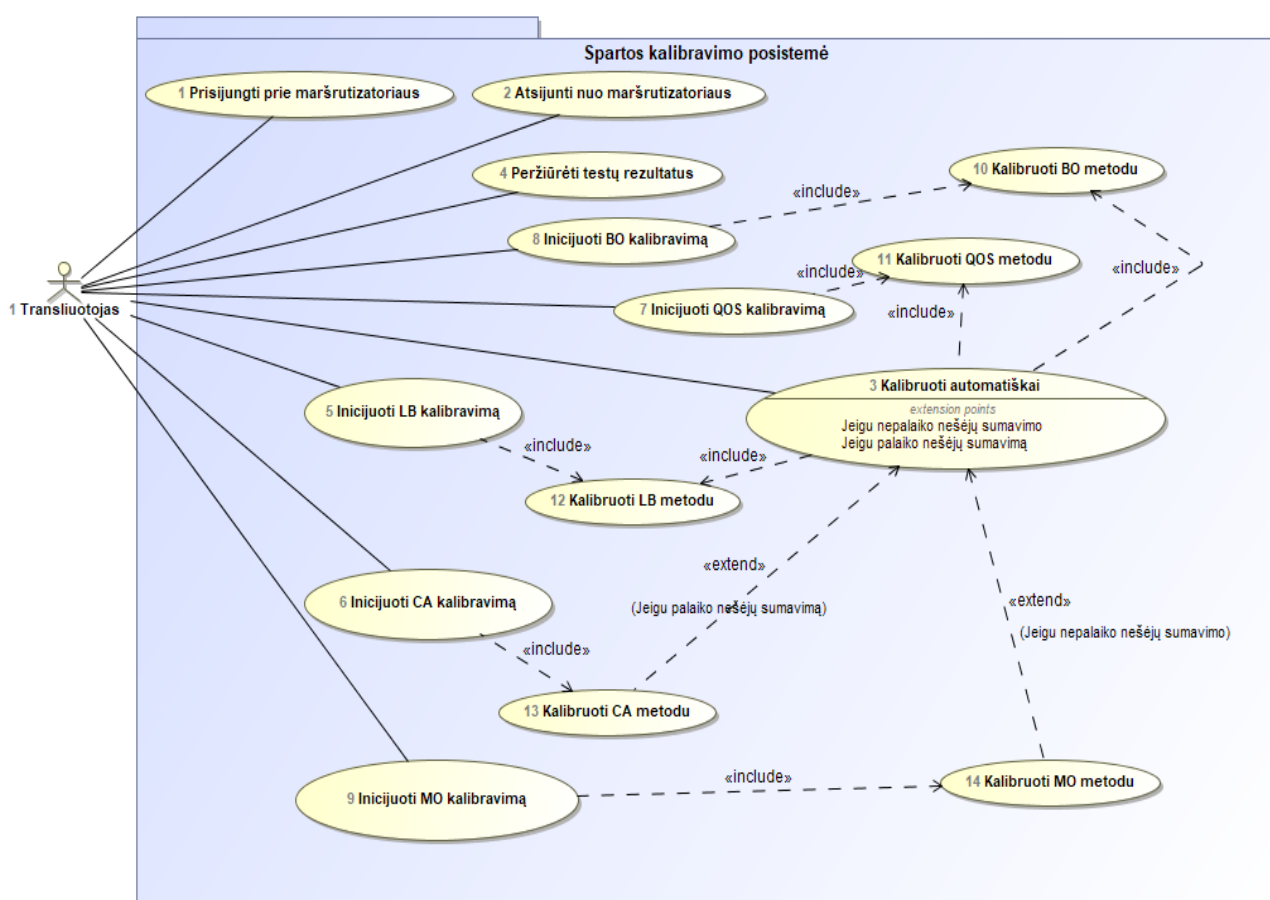 Spartos kalibravimo posistemė
1 Prisijungti prie maršrutizatoriaus
2 Atsijunti nuo maršrutizatoriaus
4 Peržiūrėti testų rezultatus
10 Kalibruoti BO metodu
«include»
8 Inicijuoti BO kalibravimą
11 Kalibruoti QOS metodu
«include»
«include»
1 Transliuotojas
7 Inicijuoti QOS kalibravimą
«include»
3 Kalibruoti automatiškai
extension points
Jeigu nepalaiko nešėjų sumavimo
Jeigu palaiko nešėjų sumavimą
5 Inicijuoti LB kalibravimą
«include»
«include»
12 Kalibruoti LB metodu
«extend»
(Jeigu palaiko nešėjų sumavimą)
6 Inicijuoti CA kalibravimą
«extend»
(Jeigu nepalaiko nešėjų sumavimo)
«include»
13 Kalibruoti CA metodu
«include»
14 Kalibruoti MO metodu
9 Inicijuoti MO kalibravimą